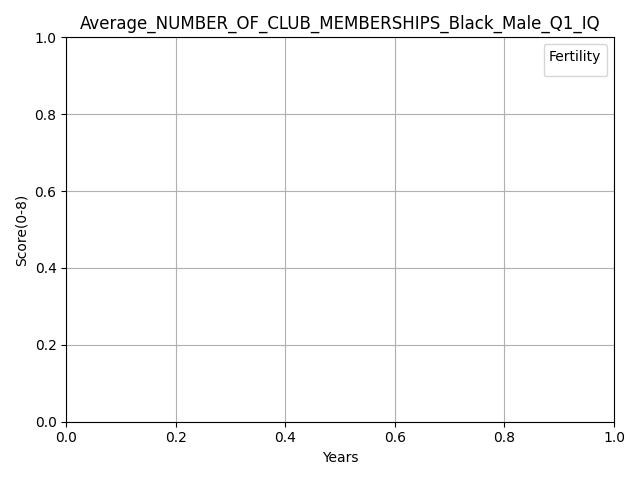 Average_NUMBER_OF_CLUB_MEMBERSHIPS_Black_Male_Q1_IQ
Fertility
1.0
0.8
0.6
0.4
0.2
0.0
Score(0-8)
0.0 0.2 0.4 0.6 0.8 1.0
Years